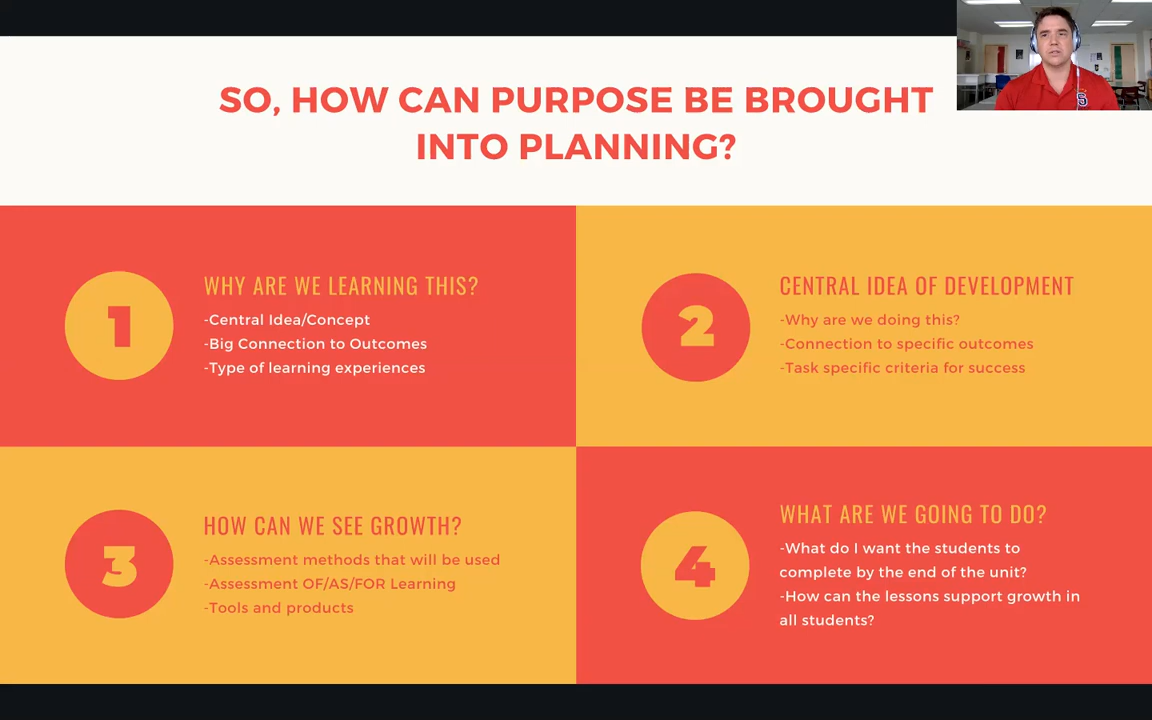 SO, HOW CAN PURPOSE BE BROUGHT
INTO PLANNING?
1
WHY ARE WE LEARNING THIS?
-Central Idea/Concept
-Big Connection to Outcomes
-Type of learning experiences
2
CENTRAL IDEA OF DEVELOPMENT
-Why are we doing this?
-Connection to specific outcomes
-Task specific criteria for success
3
HOW CAN WE SEE GROWTH?
-Assessment methods that will be used
-Assessment OF/AS/FOR Learning
-Tools and products
4
WHAT ARE WE GOING TO DO?
-What do I want the students to
complete by the end of the unit?
-How can the lessons support growth in
all students?